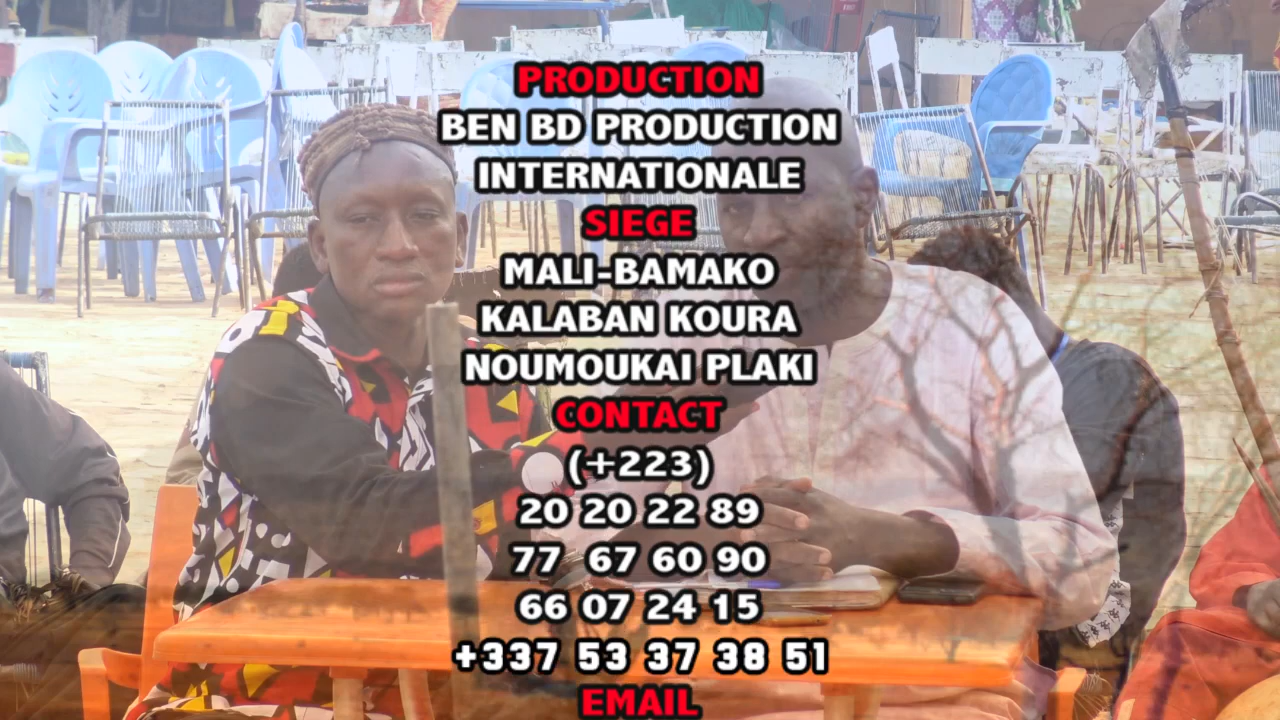 PRODUCTION
BEN BD PRODUCTION
INTERNATIONALE
SIEGE
MALI-BAMAKO
KALABAN KOURA
NOUMOUKAI PLAKI
CONTACT
(+223)
20 20 22 89
77 67 60 90
66 07 24 15
+337 53 37 38 51
EMAIL